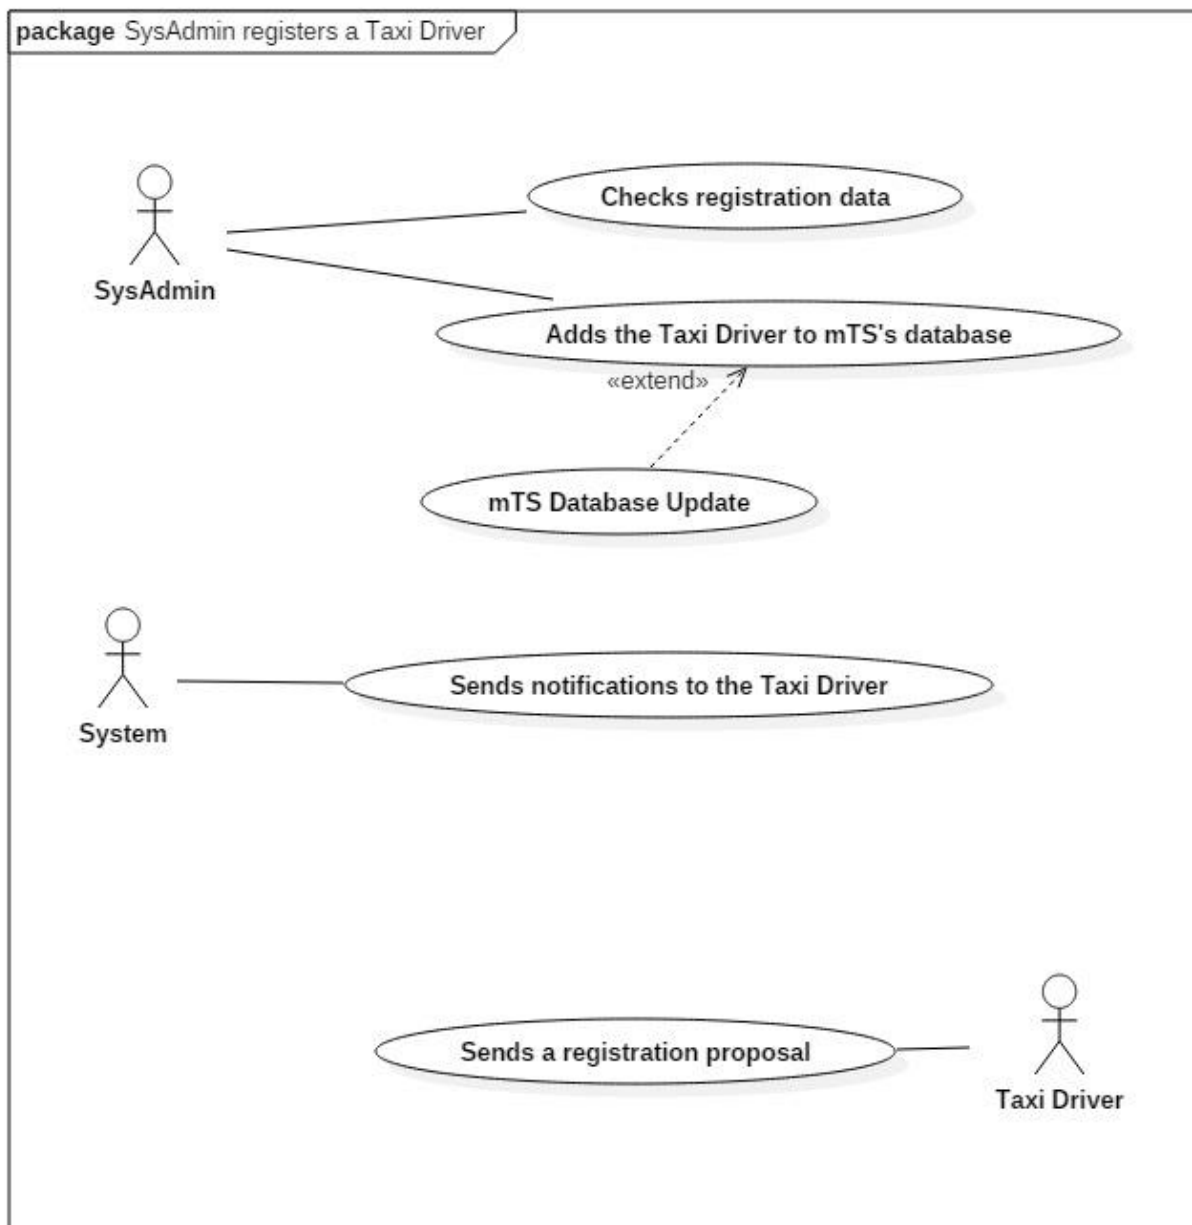 package SysAdmin registers a Taxi Driver
Checks registration data
SysAdmin
Adds the Taxi Driver to mTS's database
«extend»
mTS Database Update
Sends notifications to the Taxi Driver
System
Sends a registration proposal
Taxi Driver